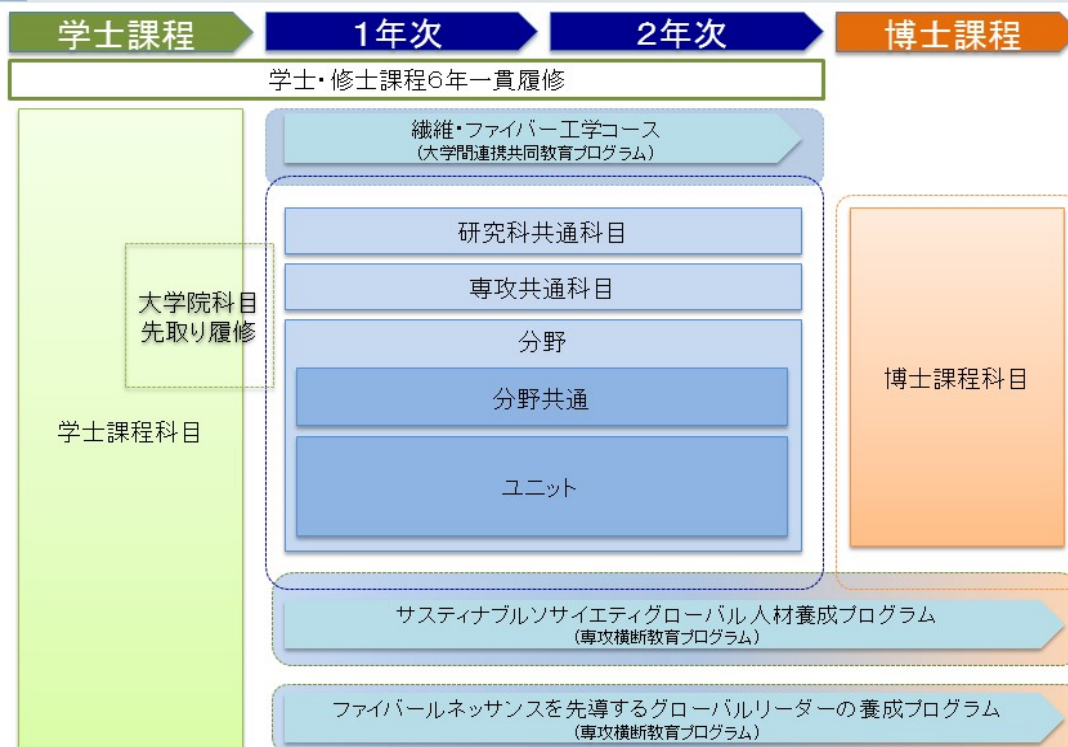 学士課程
1年次
2年次
博士課程
学士・修士課程6年一貫履修
繊維・ファイバー工学コース
(大学間連携共同教育プログラム)
研究科共通科目
専攻共通科目
大学院科目
先取り履修
分野
分野共通
博士課程科目
学士課程科目
ユニット
サスティナブルソサイエティグローバル人材養成プログラム
(専攻横断教育プログラム)
ファイバールネッサンスを先導するグローバルリーダーの養成プログラム
(専攻横断教育プログラム)